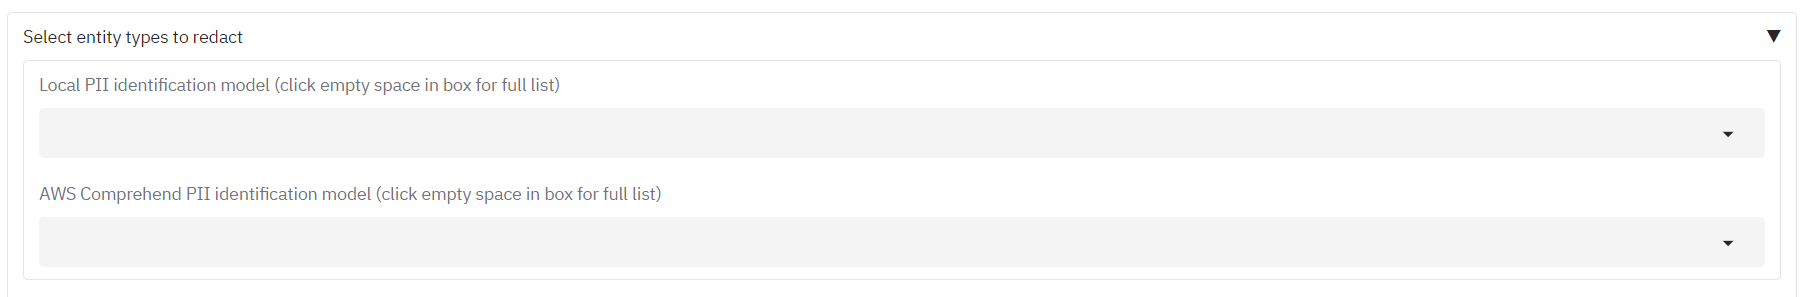 Select entity types to redact
Local PII identification model (click empty space in box for full list)
AWS Comprehend PII identification model (click empty space in box for full list)